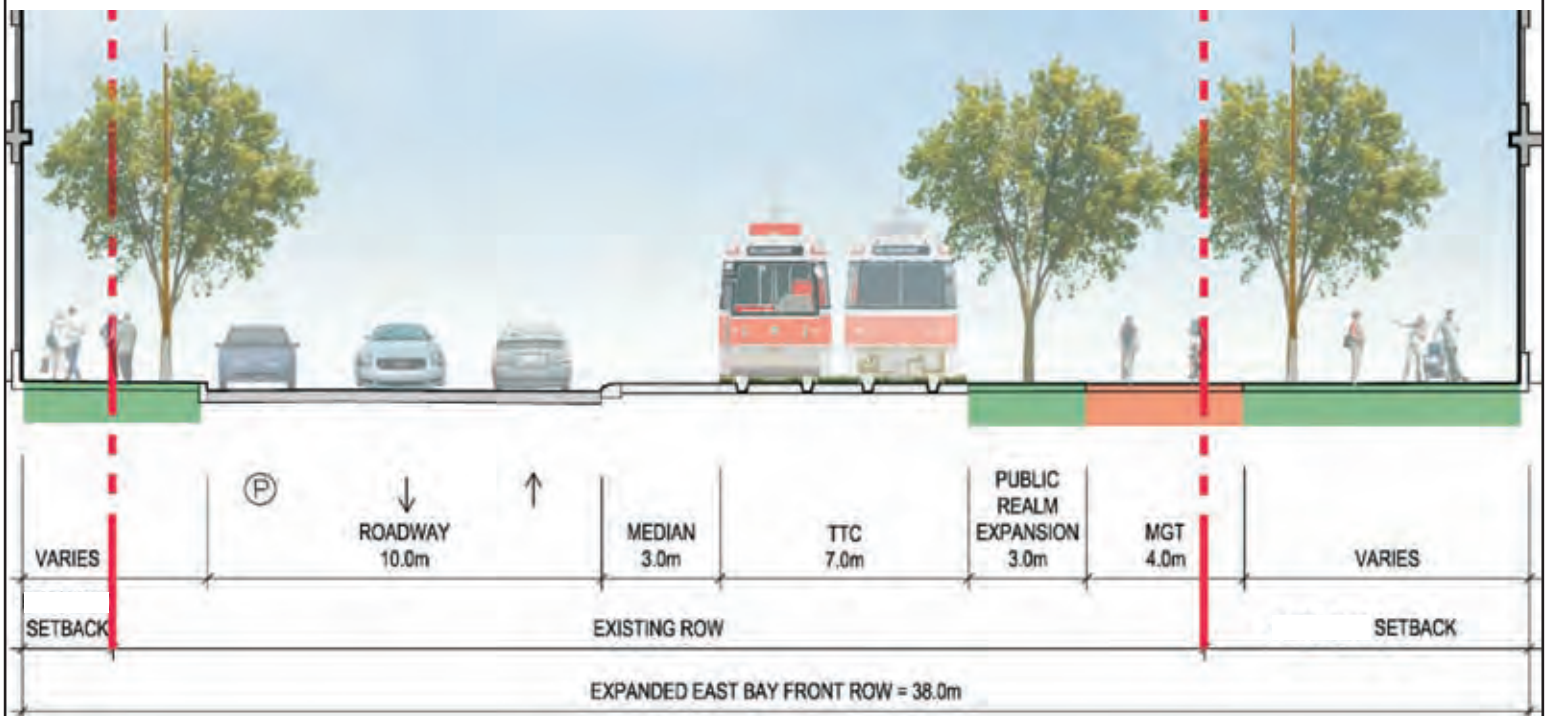 P
↓
↑
VARIES
ROADWAY
10.0m
MEDIAN
3.0m
TTC
7.0m
PUBLIC
REALM
EXPANSION
3.0m
MGT
4.0m
VARIES
SETBACK
EXISTING ROW
SETBACK
EXPANDED EAST BAY FRONT ROW = 38.0m